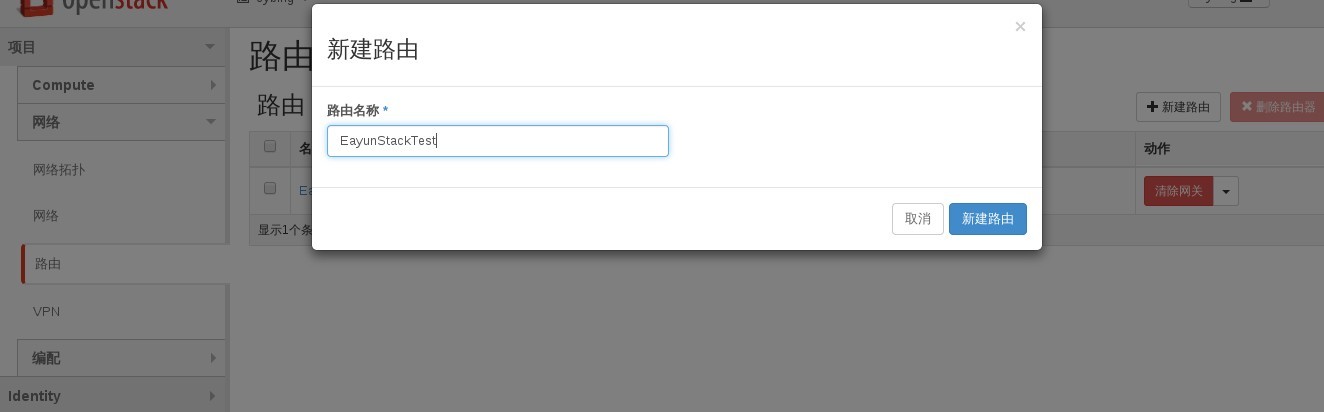 openstack
项目
Compute
网络
网络拓扑
网络
路由
VPN
编配
Identity
路由
路由
新建路由
删除路由器
名
动作
Ea
清除网关
显示1个条
×
新建路由
路由名称 *
EayunStackTest
取消
新建路由